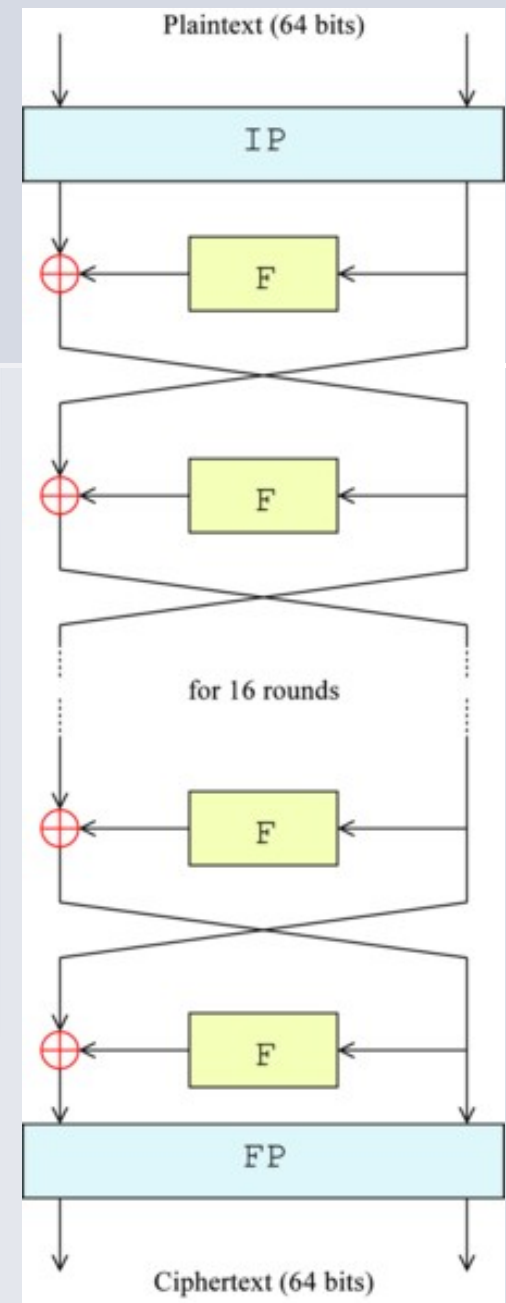 Plaintext (64 bits)
IP
F
F
for 16 rounds
F
F
FP
Ciphertext (64 bits)